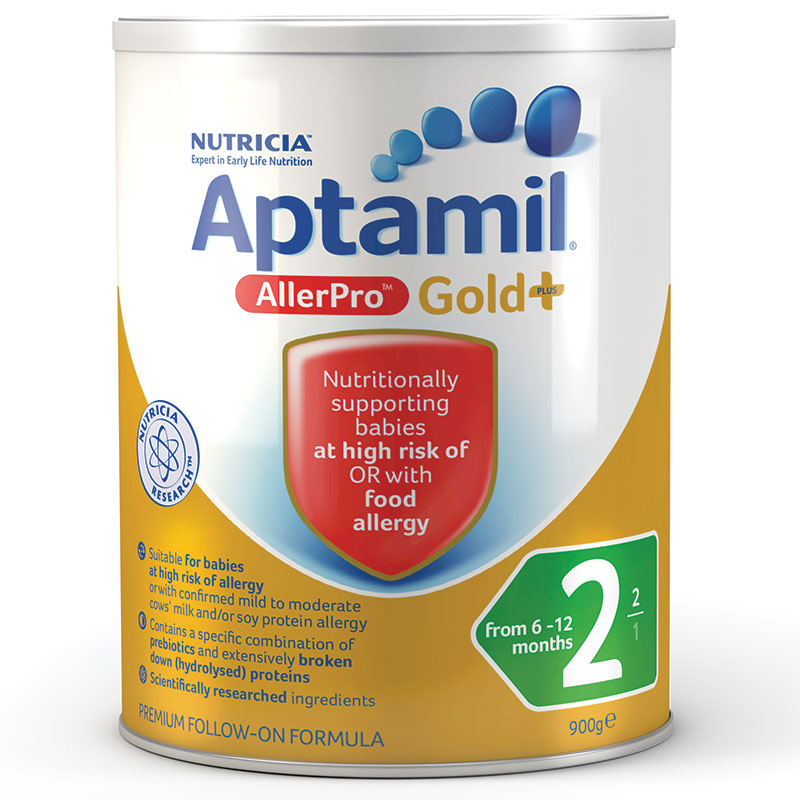 NUTRICIA™
Expert in Early Life Nutrition
Aptamil®
AllerPro™ Gold+
PLUS
Nutritionally
supporting
babies
at high risk of
OR with
food
allergy
NUTRICIA
RESEARCH™
Suitable for babies
at high risk of allergy
or with confirmed mild to moderate
cows' milk and/or soy protein allergy
Contains a specific combination of
prebiotics and extensively broken
down (hydrolysed) proteins
Scientifically researched ingredients
PREMIUM FOLLOW-ON FORMULA
from 6-12
months
2
2
1
900g℮